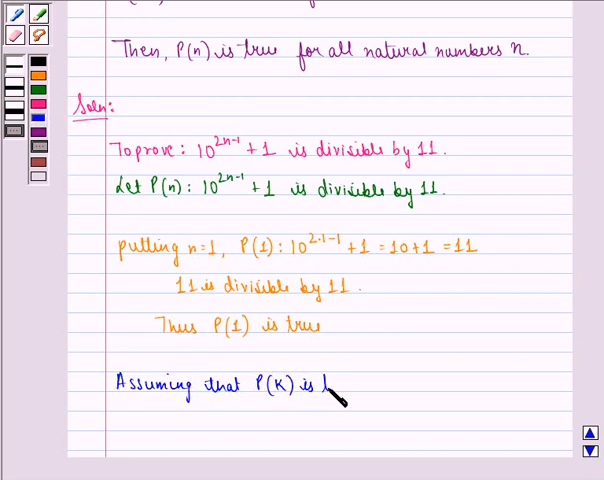 Then, P(n) is true for all natural numbers n.
Soln:
To prove: 10^{2n-1} + 1 is divisible by 11.
Let P(n): 10^{2n-1} + 1 is divisible by 11.
putting n=1, P(1): 10^{2·1-1} + 1 = 10+1 = 11
11 is divisible by 11.
Thus P(1) is true
Assuming that P(K) is